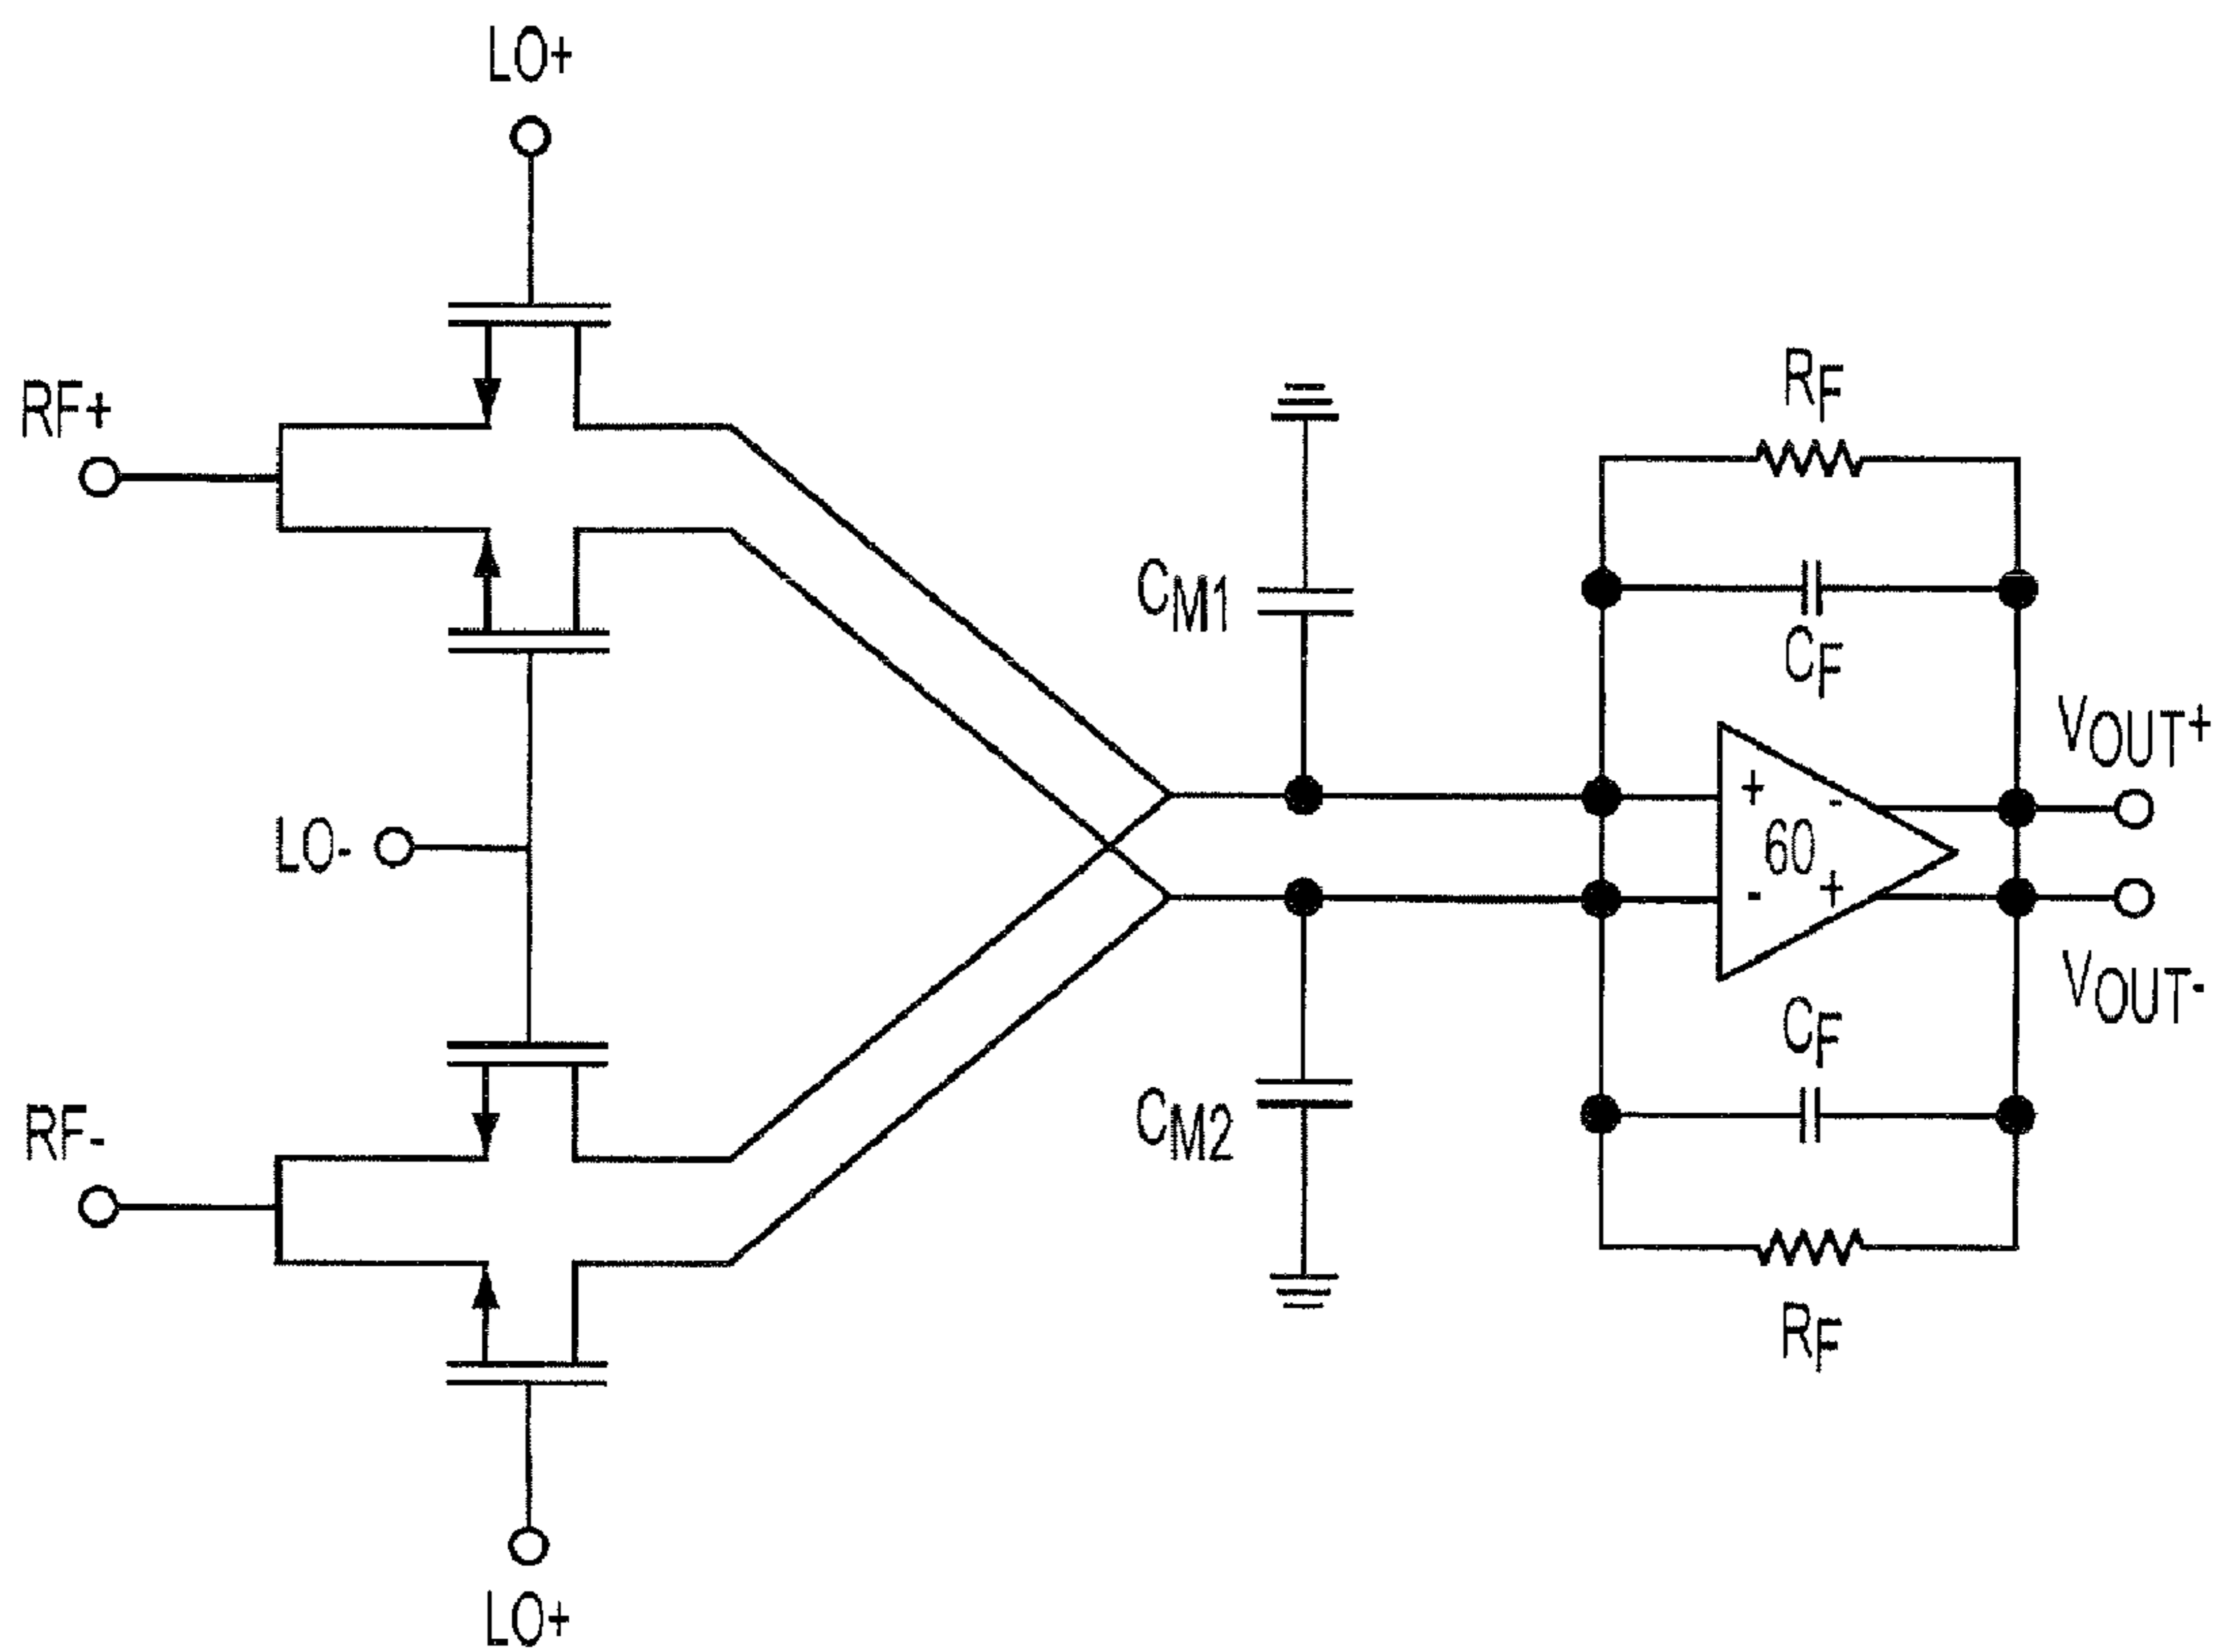 LO+
RF+
RF
CM1
CF
VOUT+
+ -
60
LO-
- +
VOUT-
CF
RF-
CM2
RF
LO+